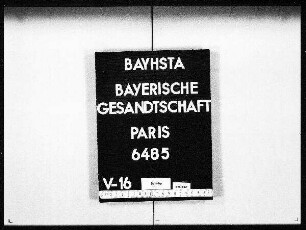 BAYHSTA
BAYERISCHE
GESANDTSCHAFT
PARIS
6485
V-16